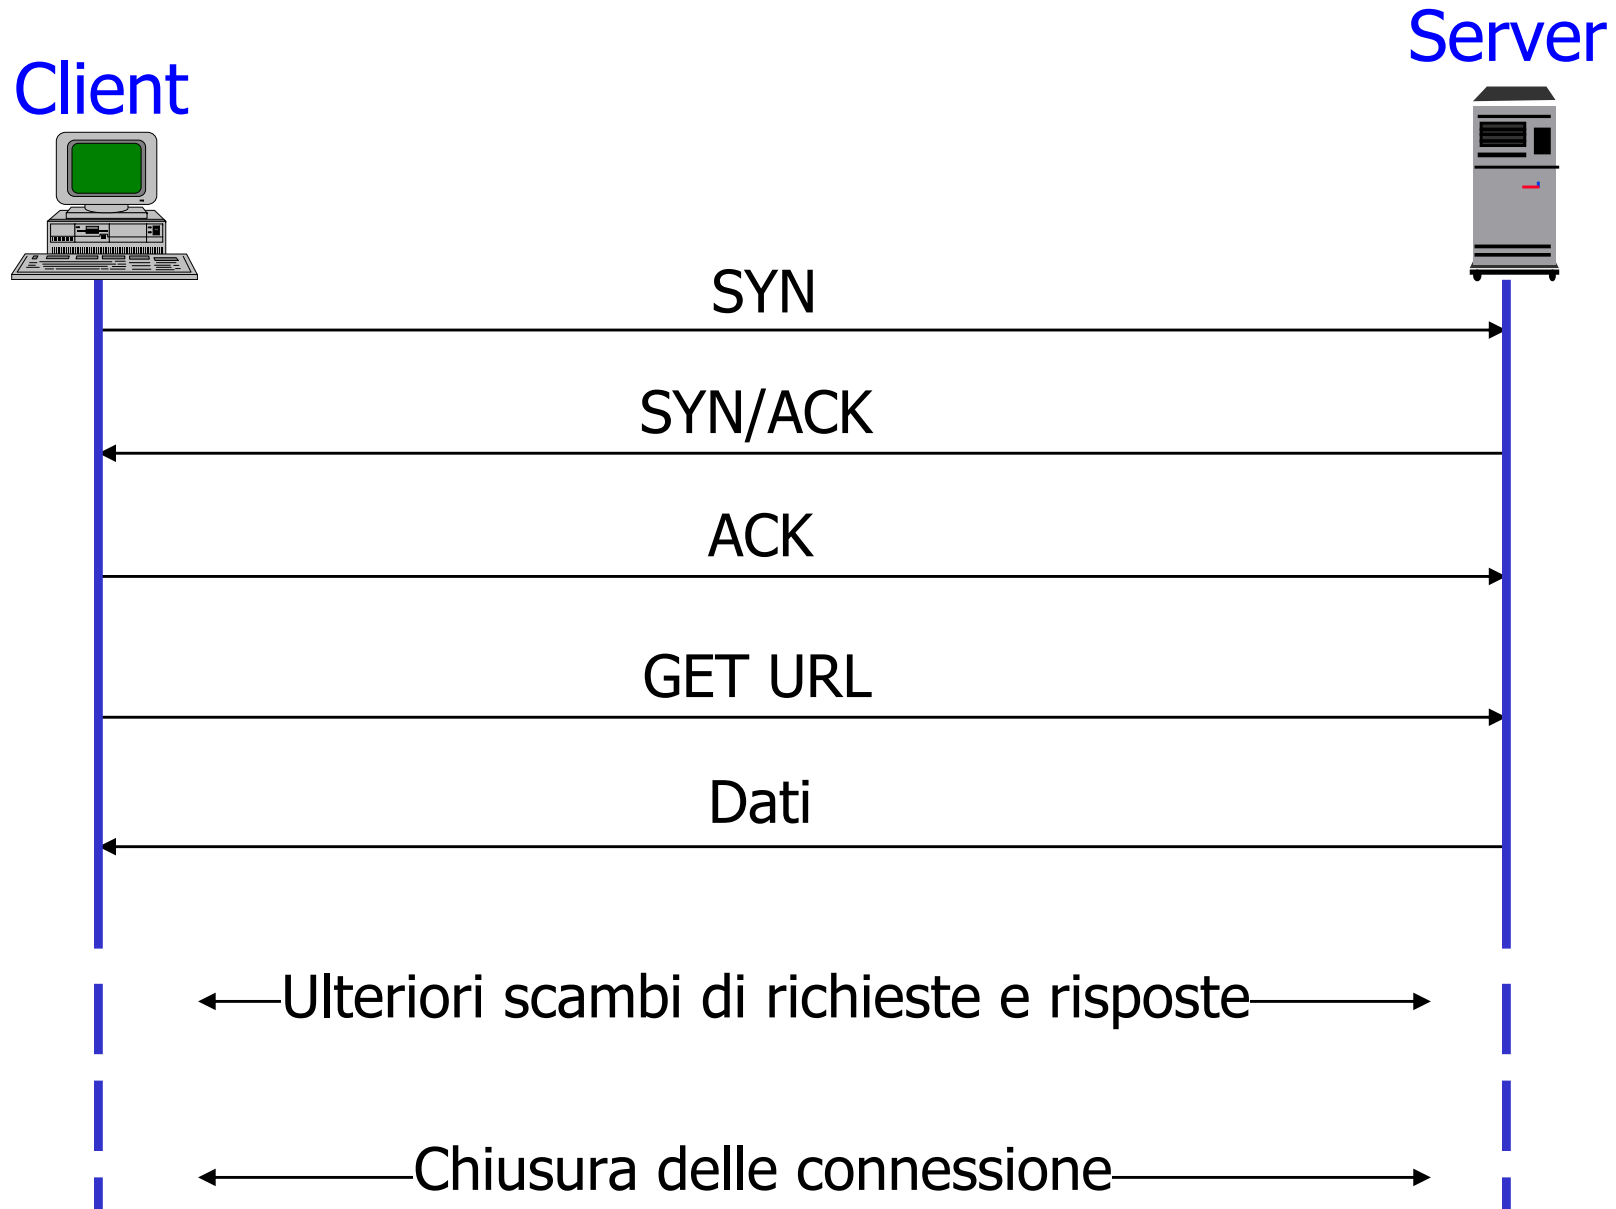 Server
Client
SYN
SYN/ACK
ACK
GET URL
Dati
Ulteriori scambi di richieste e risposte
Chiusura delle connessione